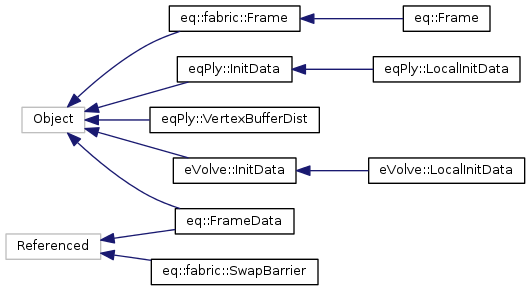 eq::fabric::Frame
eq::Frame
eqPly::InitData
eqPly::LocalInitData
Object
eqPly::VertexBufferDist
eVolve::InitData
eVolve::LocalInitData
eq::FrameData
Referenced
eq::fabric::SwapBarrier